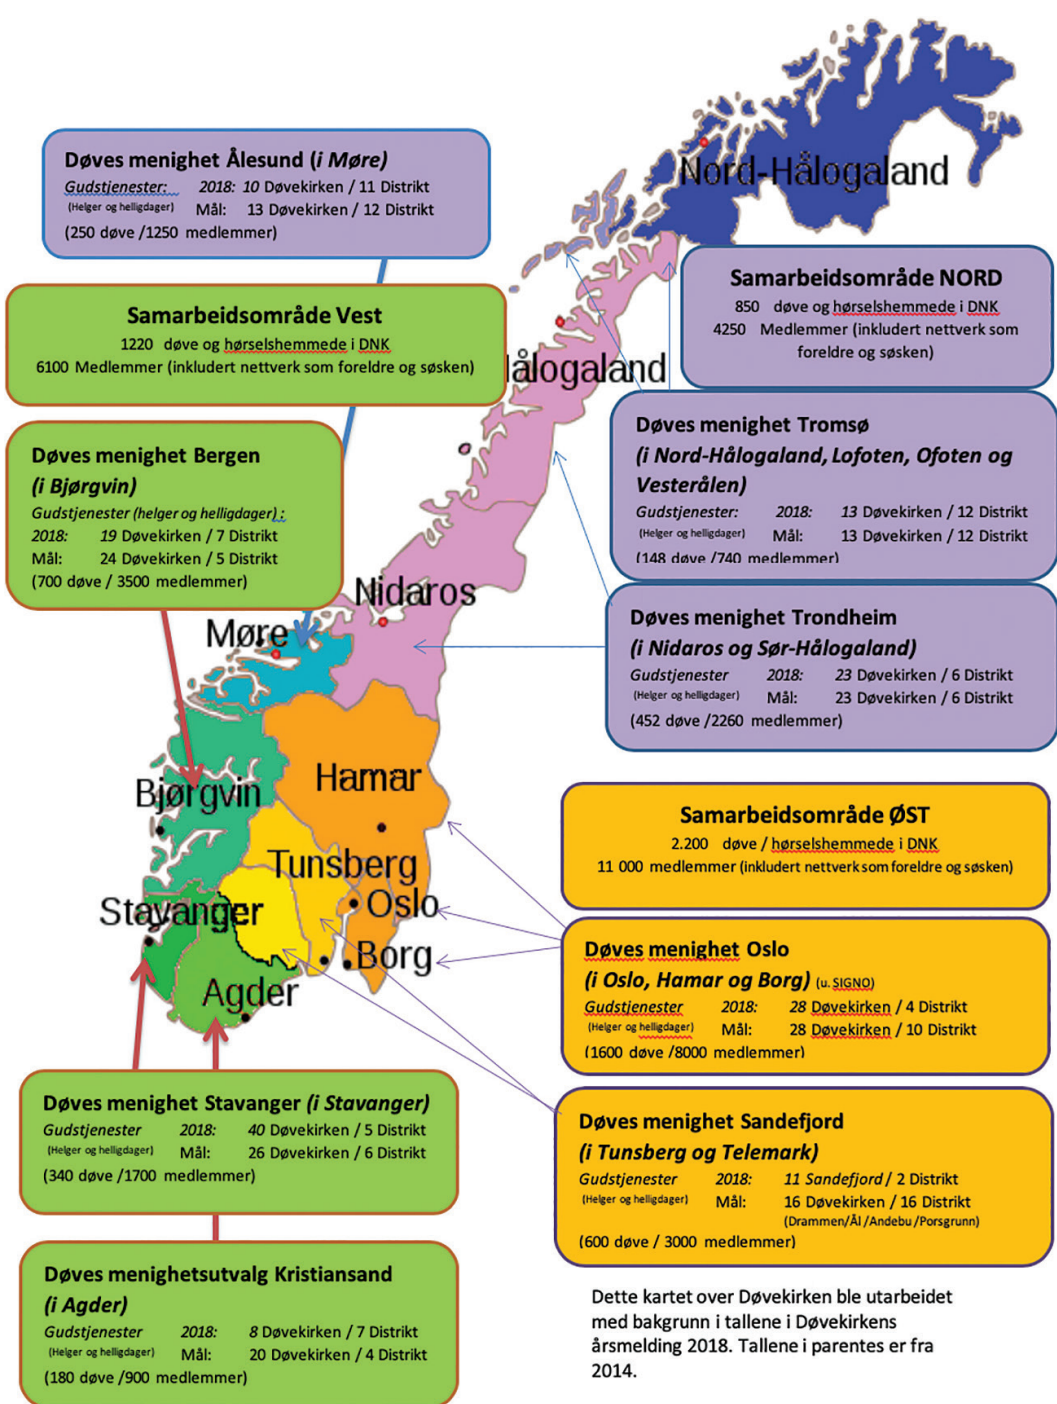 Nord-Hålogaland
Døves menighet Ålesund (i Møre)
Gudstjenester: 2018: 10 Døvekirken / 11 Distrikt
(Helger og helligdager) Mål: 13 Døvekirken / 12 Distrikt
(250 døve /1250 medlemmer)
Samarbeidsområde NORD
850 døve og hørselshemmede i DNK
4250 Medlemmer (inkludert nettverk som
foreldre og søsken)
Samarbeidsområde Vest
1220 døve og hørselshemmede i DNK
6100 Medlemmer (inkludert nettverk som foreldre og søsken)
ålogaland
Døves menighet Tromsø
(i Nord-Hålogaland, Lofoten, Ofoten og
Vesterålen)
Gudstjenester: 2018: 13 Døvekirken / 12 Distrikt
(Helger og helligdager) Mål: 13 Døvekirken / 12 Distrikt
(148 døve /740 medlemmer)
Døves menighet Bergen
(i Bjørgvin)
Gudstjenester (helger og helligdager) ;
2018: 19 Døvekirken / 7 Distrikt
Mål: 24 Døvekirken / 5 Distrikt
(700 døve / 3500 medlemmer)
Nidaros
Møre
Døves menighet Trondheim
(i Nidaros og Sør-Hålogaland)
Gudstjenester 2018: 23 Døvekirken / 6 Distrikt
(Helger og helligdager) Mål: 23 Døvekirken / 6 Distrikt
(452 døve /2260 medlemmer)
Hamar
Bjørgvin
Tunsberg
Oslo
Stavanger
Borg
Agder
Samarbeidsområde ØST
2.200 døve / hørselshemmede i DNK
11 000 medlemmer (inkludert nettverk som foreldre og søsken)
Døves menighet Oslo
(i Oslo, Hamar og Borg) (u. SIGNO)
Gudstjenester 2018: 28 Døvekirken / 4 Distrikt
(Helger og helligdager) Mål: 28 Døvekirken / 10 Distrikt
(1600 døve /8000 medlemmer)
Døves menighet Stavanger (i Stavanger)
Gudstjenester 2018: 40 Døvekirken / 5 Distrikt
(Helger og helligdager) Mål: 26 Døvekirken / 6 Distrikt
(340 døve /1700 medlemmer)
Døves menighet Sandefjord
(i Tunsberg og Telemark)
Gudstjenester 2018: 11 Sandefjord / 2 Distrikt
(Helger og helligdager) Mål: 16 Døvekirken / 16 Distrikt
(Drammen/Ål /Andebu /Porsgrunn)
(600 døve / 3000 medlemmer)
Døves menighetsutvalg Kristiansand
(i Agder)
Gudstjenester 2018: 8 Døvekirken / 7 Distrikt
(Helger og helligdager) Mål: 20 Døvekirken / 4 Distrikt
(180 døve /900 medlemmer)
Dette kartet over Døvekirken ble utarbeidet
med bakgrunn i tallene i Døvekirkens
årsmelding 2018. Tallene i parentes er fra
2014.